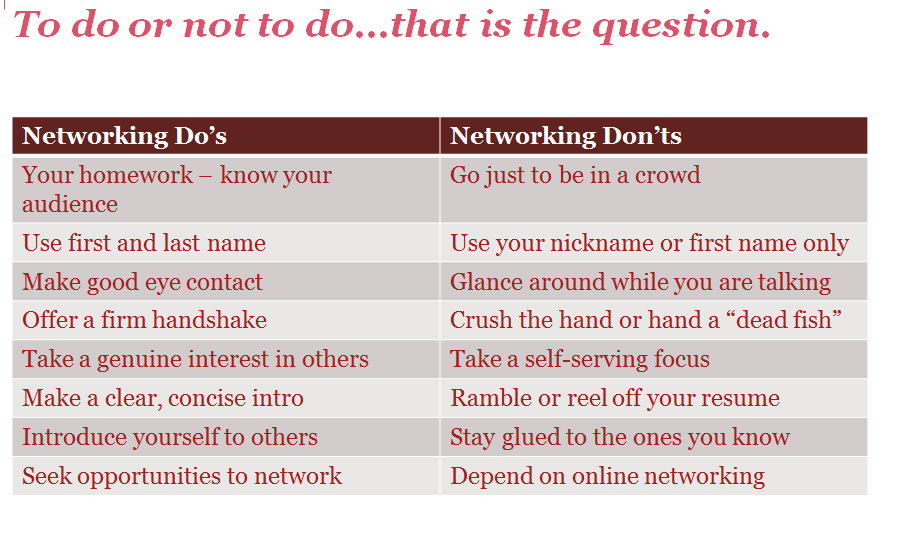 To do or not to do...that is the question.
Networking Do’s
Networking Don’ts
Your homework – know your
audience
Go just to be in a crowd
Use first and last name
Use your nickname or first name only
Make good eye contact
Glance around while you are talking
Offer a firm handshake
Crush the hand or hand a “dead fish”
Take a genuine interest in others
Take a self-serving focus
Make a clear, concise intro
Ramble or reel off your resume
Introduce yourself to others
Stay glued to the ones you know
Seek opportunities to network
Depend on online networking